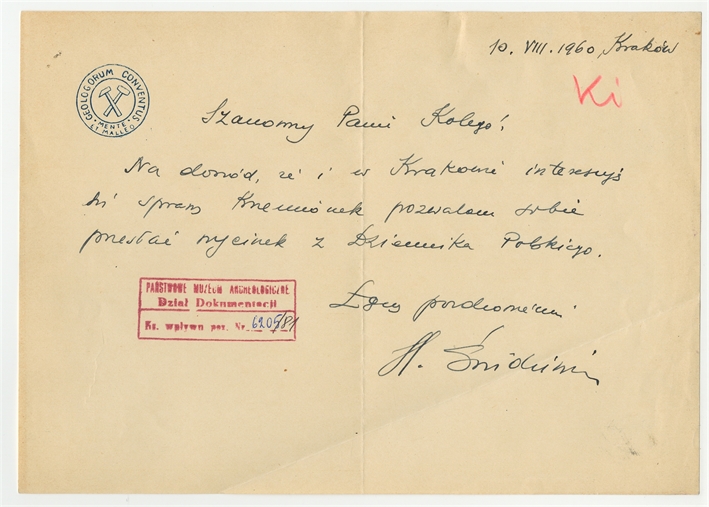 10. VIII. 1960, Kraków
Ki
GEOLOGORUM CONVENTUS
MENTE
ET MALLEO
Szanowny Panie Kolego!
Na dowód, że i w Krakowie interesują
się sprawą Krzemionek pozwalam sobie
przesłać wycinek z Dziennika Polskiego.
PAŃSTWOWE MUZEUM ARCHEOLOGICZNE
Dział Dokumentacji
Ks. wpływu poz. Nr. 6205/81
Łączę pozdrowienia